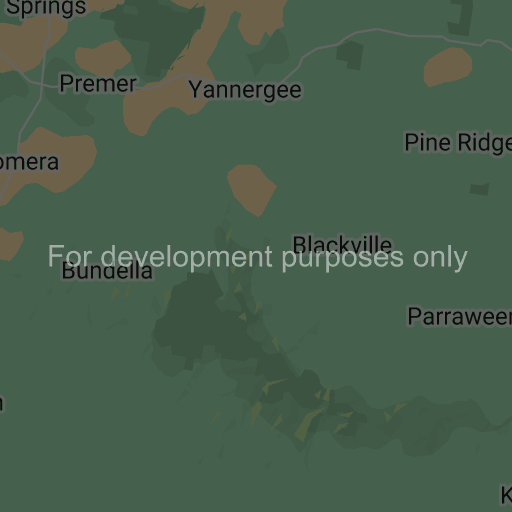 Springs
Premer
Yannergee
Pine Ridge
omera
Blackville
For development purposes only
Bundella
Parraween
n
K